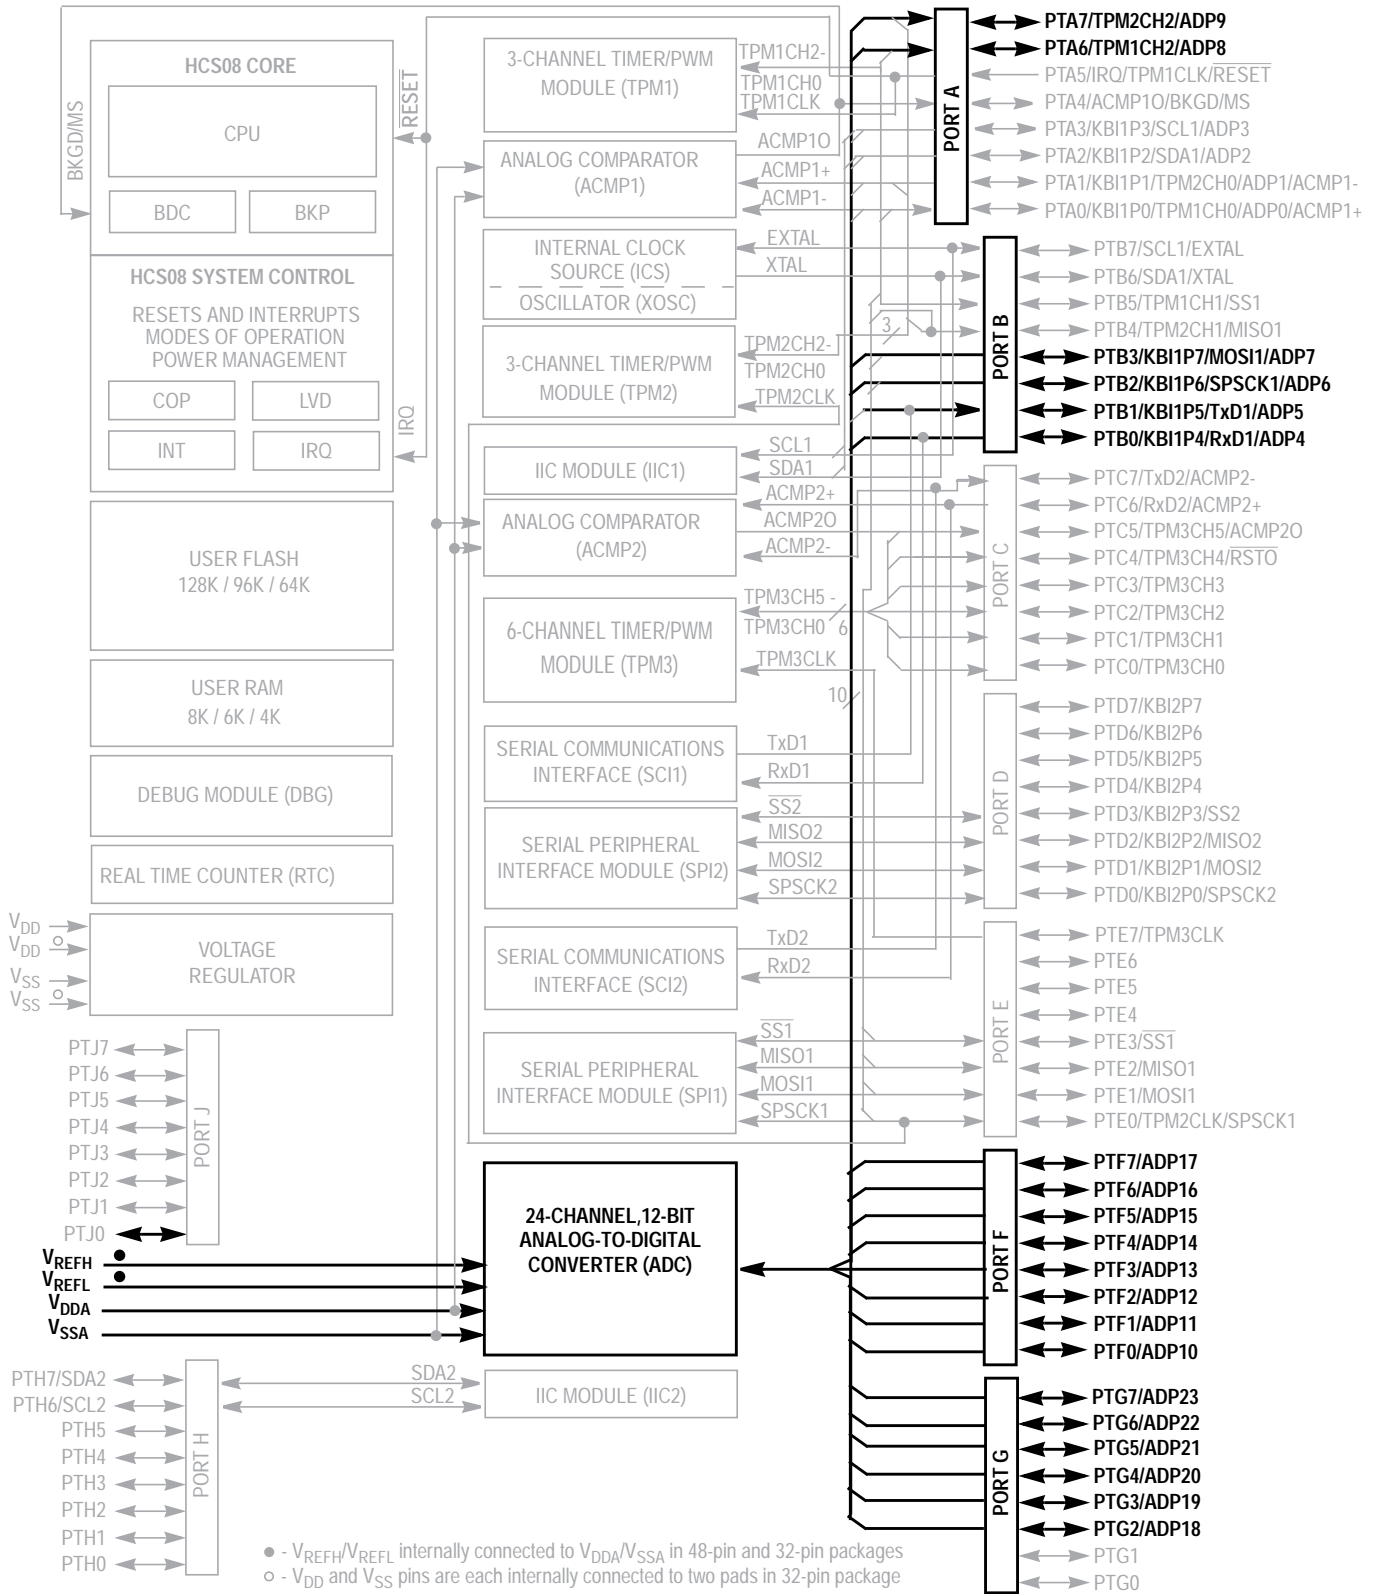 BKGD/MS
HCS08 CORE
CPU
BDC
BKP
RESET
HCS08 SYSTEM CONTROL
RESETS AND INTERRUPTS
MODES OF OPERATION
POWER MANAGEMENT
COP
LVD
INT
IRQ
IRQ
USER FLASH
128K / 96K / 64K
USER RAM
8K / 6K / 4K
DEBUG MODULE (DBG)
REAL TIME COUNTER (RTC)
VDD
VDD
VSS
VSS
VOLTAGE
REGULATOR
PTJ7
PTJ6
PTJ5
PTJ4
PTJ3
PTJ2
PTJ1
PTJ0
PORT J
VREFH
VREFL
VDDA
VSSA
PTH7/SDA2
PTH6/SCL2
PTH5
PTH4
PTH3
PTH2
PTH1
PTH0
PORT H
3-CHANNEL TIMER/PWM
MODULE (TPM1)
TPM1CH2-
TPM1CH0
TPM1CLK
ANALOG COMPARATOR
(ACMP1)
ACMP1O
ACMP1+
ACMP1-
INTERNAL CLOCK
SOURCE (ICS)
OSCILLATOR (XOSC)
EXTAL
XTAL
3-CHANNEL TIMER/PWM
MODULE (TPM2)
TPM2CH2-
TPM2CH0
TPM2CLK
3
IIC MODULE (IIC1)
SCL1
SDA1
ANALOG COMPARATOR
(ACMP2)
ACMP2+
ACMP2O
ACMP2-
6-CHANNEL TIMER/PWM
MODULE (TPM3)
TPM3CH5 -
TPM3CH0
6
TPM3CLK
10
SERIAL COMMUNICATIONS
INTERFACE (SCI1)
TxD1
RxD1
SERIAL PERIPHERAL
INTERFACE MODULE (SPI2)
SS2
MISO2
MOSI2
SPSCK2
SERIAL COMMUNICATIONS
INTERFACE (SCI2)
TxD2
RxD2
SERIAL PERIPHERAL
INTERFACE MODULE (SPI1)
SS1
MISO1
MOSI1
SPSCK1
24-CHANNEL,12-BIT
ANALOG-TO-DIGITAL
CONVERTER (ADC)
IIC MODULE (IIC2)
SDA2
SCL2
PORT A
PTA7/TPM2CH2/ADP9
PTA6/TPM1CH2/ADP8
PTA5/IRQ/TPM1CLK/RESET
PTA4/ACMP1O/BKGD/MS
PTA3/KBI1P3/SCL1/ADP3
PTA2/KBI1P2/SDA1/ADP2
PTA1/KBI1P1/TPM2CH0/ADP1/ACMP1-
PTA0/KBI1P0/TPM1CH0/ADP0/ACMP1+
PORT B
PTB7/SCL1/EXTAL
PTB6/SDA1/XTAL
PTB5/TPM1CH1/SS1
PTB4/TPM2CH1/MISO1
PTB3/KBI1P7/MOSI1/ADP7
PTB2/KBI1P6/SPSCK1/ADP6
PTB1/KBI1P5/TxD1/ADP5
PTB0/KBI1P4/RxD1/ADP4
PORT C
PTC7/TxD2/ACMP2-
PTC6/RxD2/ACMP2+
PTC5/TPM3CH5/ACMP2O
PTC4/TPM3CH4/RSTO
PTC3/TPM3CH3
PTC2/TPM3CH2
PTC1/TPM3CH1
PTC0/TPM3CH0
PORT D
PTD7/KBI2P7
PTD6/KBI2P6
PTD5/KBI2P5
PTD4/KBI2P4
PTD3/KBI2P3/SS2
PTD2/KBI2P2/MISO2
PTD1/KBI2P1/MOSI2
PTD0/KBI2P0/SPSCK2
PORT E
PTE7/TPM3CLK
PTE6
PTE5
PTE4
PTE3/SS1
PTE2/MISO1
PTE1/MOSI1
PTE0/TPM2CLK/SPSCK1
PORT F
PTF7/ADP17
PTF6/ADP16
PTF5/ADP15
PTF4/ADP14
PTF3/ADP13
PTF2/ADP12
PTF1/ADP11
PTF0/ADP10
PORT G
PTG7/ADP23
PTG6/ADP22
PTG5/ADP21
PTG4/ADP20
PTG3/ADP19
PTG2/ADP18
PTG1
PTG0
● - VREFH/VREFL internally connected to VDDA/VSSA in 48-pin and 32-pin packages
○ - VDD and VSS pins are each internally connected to two pads in 32-pin package